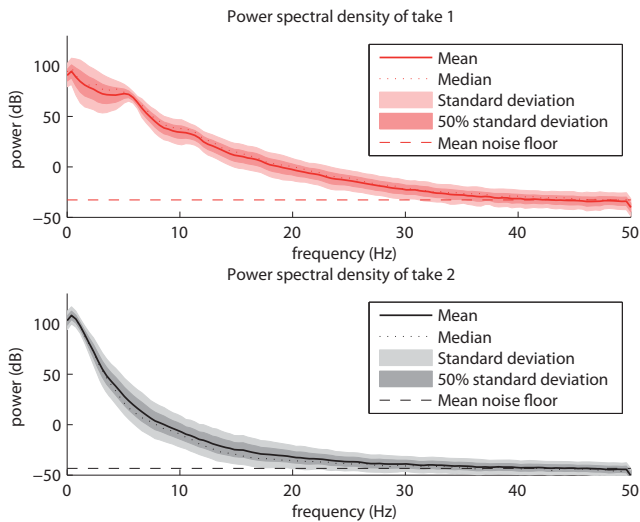 Power spectral density of take 1
power (dB)
100
50
0
−50
0
10
20
30
40
50
frequency (Hz)
Mean
Median
Standard deviation
50% standard deviation
Mean noise floor
Power spectral density of take 2
power (dB)
100
50
0
−50
0
10
20
30
40
50
frequency (Hz)
Mean
Median
Standard deviation
50% standard deviation
Mean noise floor